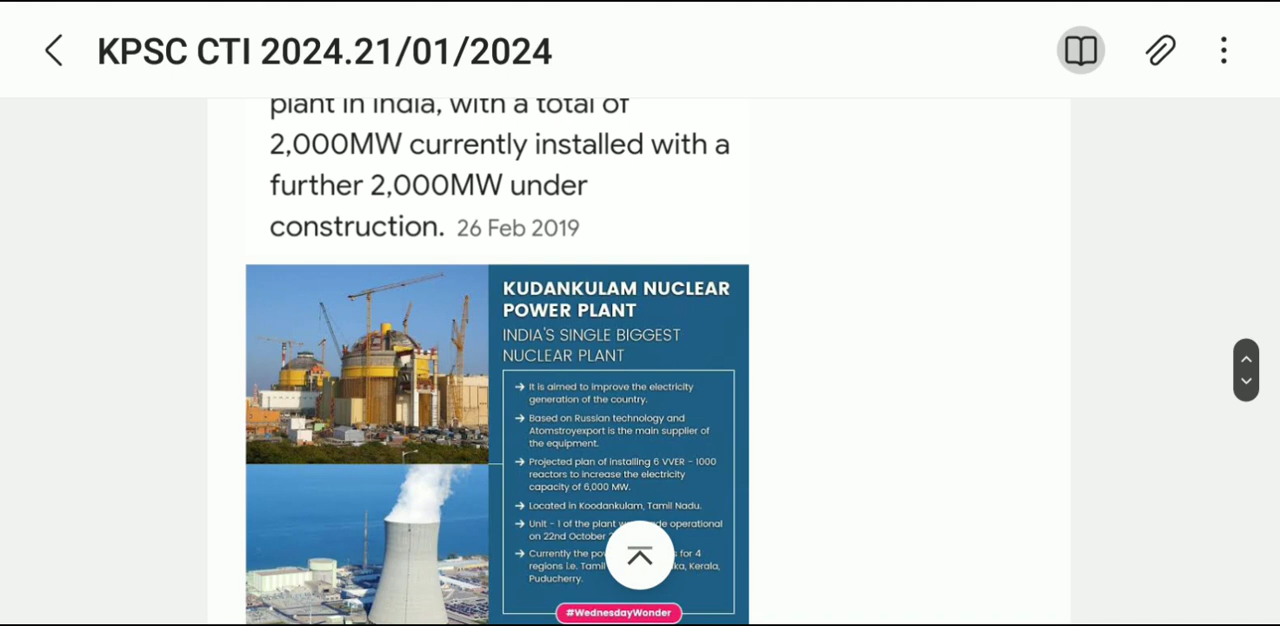 KPSC CTI 2024.21/01/2024
plant in India, with a total of
2,000MW currently installed with a
further 2,000MW under
construction. 26 Feb 2019
KUDANKULAM NUCLEAR
POWER PLANT
INDIA'S SINGLE BIGGEST
NUCLEAR PLANT
→ It is aimed to improve the electricity
generation of the country.
→ Based on Russian technology and
Atomstroyexport is the main supplier of
the equipment.
→ Projected plan of installing 6 VVER - 1000
reactors to increase the electricity
capacity of 6,000 MW.
→ Located in Koodankulam, Tamil Nadu.
→ Unit - 1 of the plant operational
on 22nd October
→ Currently the for 4
regions i.e. Tamil Kerala,
Puducherry.
#WednesdayWonder